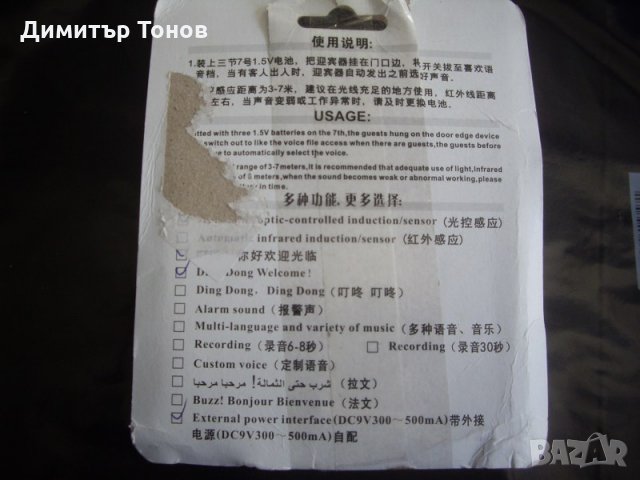 Димитър Тонов
使用说明:
1.装上三节7号1.5V电池, 把迎宾器挂在门口边, 将开关拔至喜欢语
音档, 当有客人出入时, 迎宾器自动发出之前选好声音.
感应距离为3-7米, 建议在光线充足的地方使用, 红外线距离
左右, 当声音变弱或工作异常时, 请及时更换电池.
USAGE:
tted with three 1.5V batteries on the 7th,the guests hung on the door edge device
switch out to like the voice file access when there are guests,the guests before
e to automatically select the voice.
range of 3-7meters,it is recommended that adequate use of light,infrared
of 8 meters,when the sound becomes weak or abnormal working,please
in time.
多种功能, 更多选择:
optic-controlled induction/sensor (光控感应)
Automatic infrared induction/sensor (红外感应)
你好欢迎光临
Ding Dong Welcome!
Ding Dong, Ding Dong (叮咚 叮咚)
Alarm sound (报警声)
Multi-language and variety of music (多种语音、音乐)
Recording (录音6-8秒) Recording (录音30秒)
Custom voice (定制语音)
شرب حتى الثمالة! مرحبا مرحبا (拉文)
Buzz! Bonjour Bienvenue (法文)
External power interface(DC9V300～500mA)带外接
电源(DC9V300～500mA)自配
BAZAR